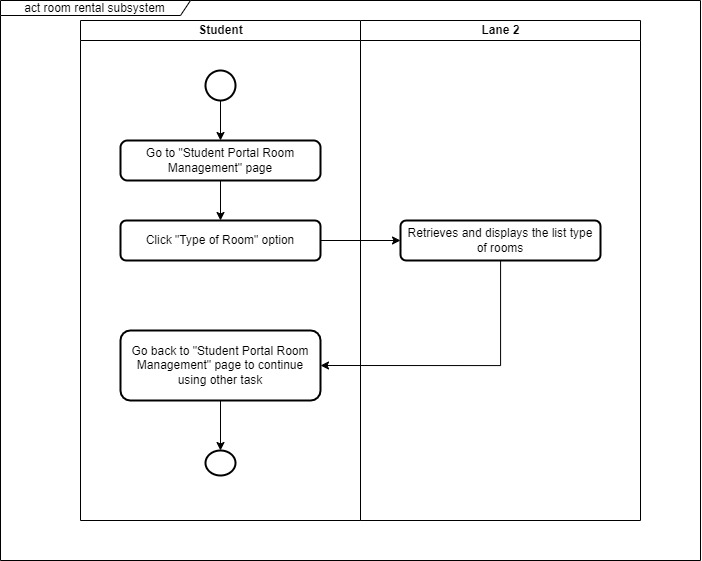 act room rental subsystem
Student
Lane 2
Go to "Student Portal Room
Management" page
Click "Type of Room" option
Retrieves and displays the list type
of rooms
Go back to "Student Portal Room
Management" page to continue
using other task